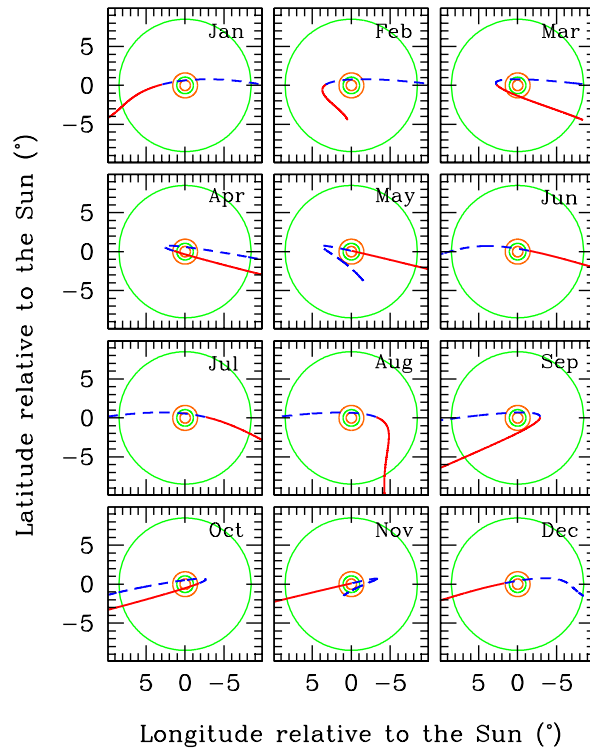 Jan Feb Mar
5
0
−5
Apr May Jun
5
0
−5
Jul Aug Sep
5
0
−5
Oct Nov Dec
5
0
−5
5 0 −5 5 0 −5 5 0 −5
Latitude relative to the Sun (°)
Longitude relative to the Sun (°)